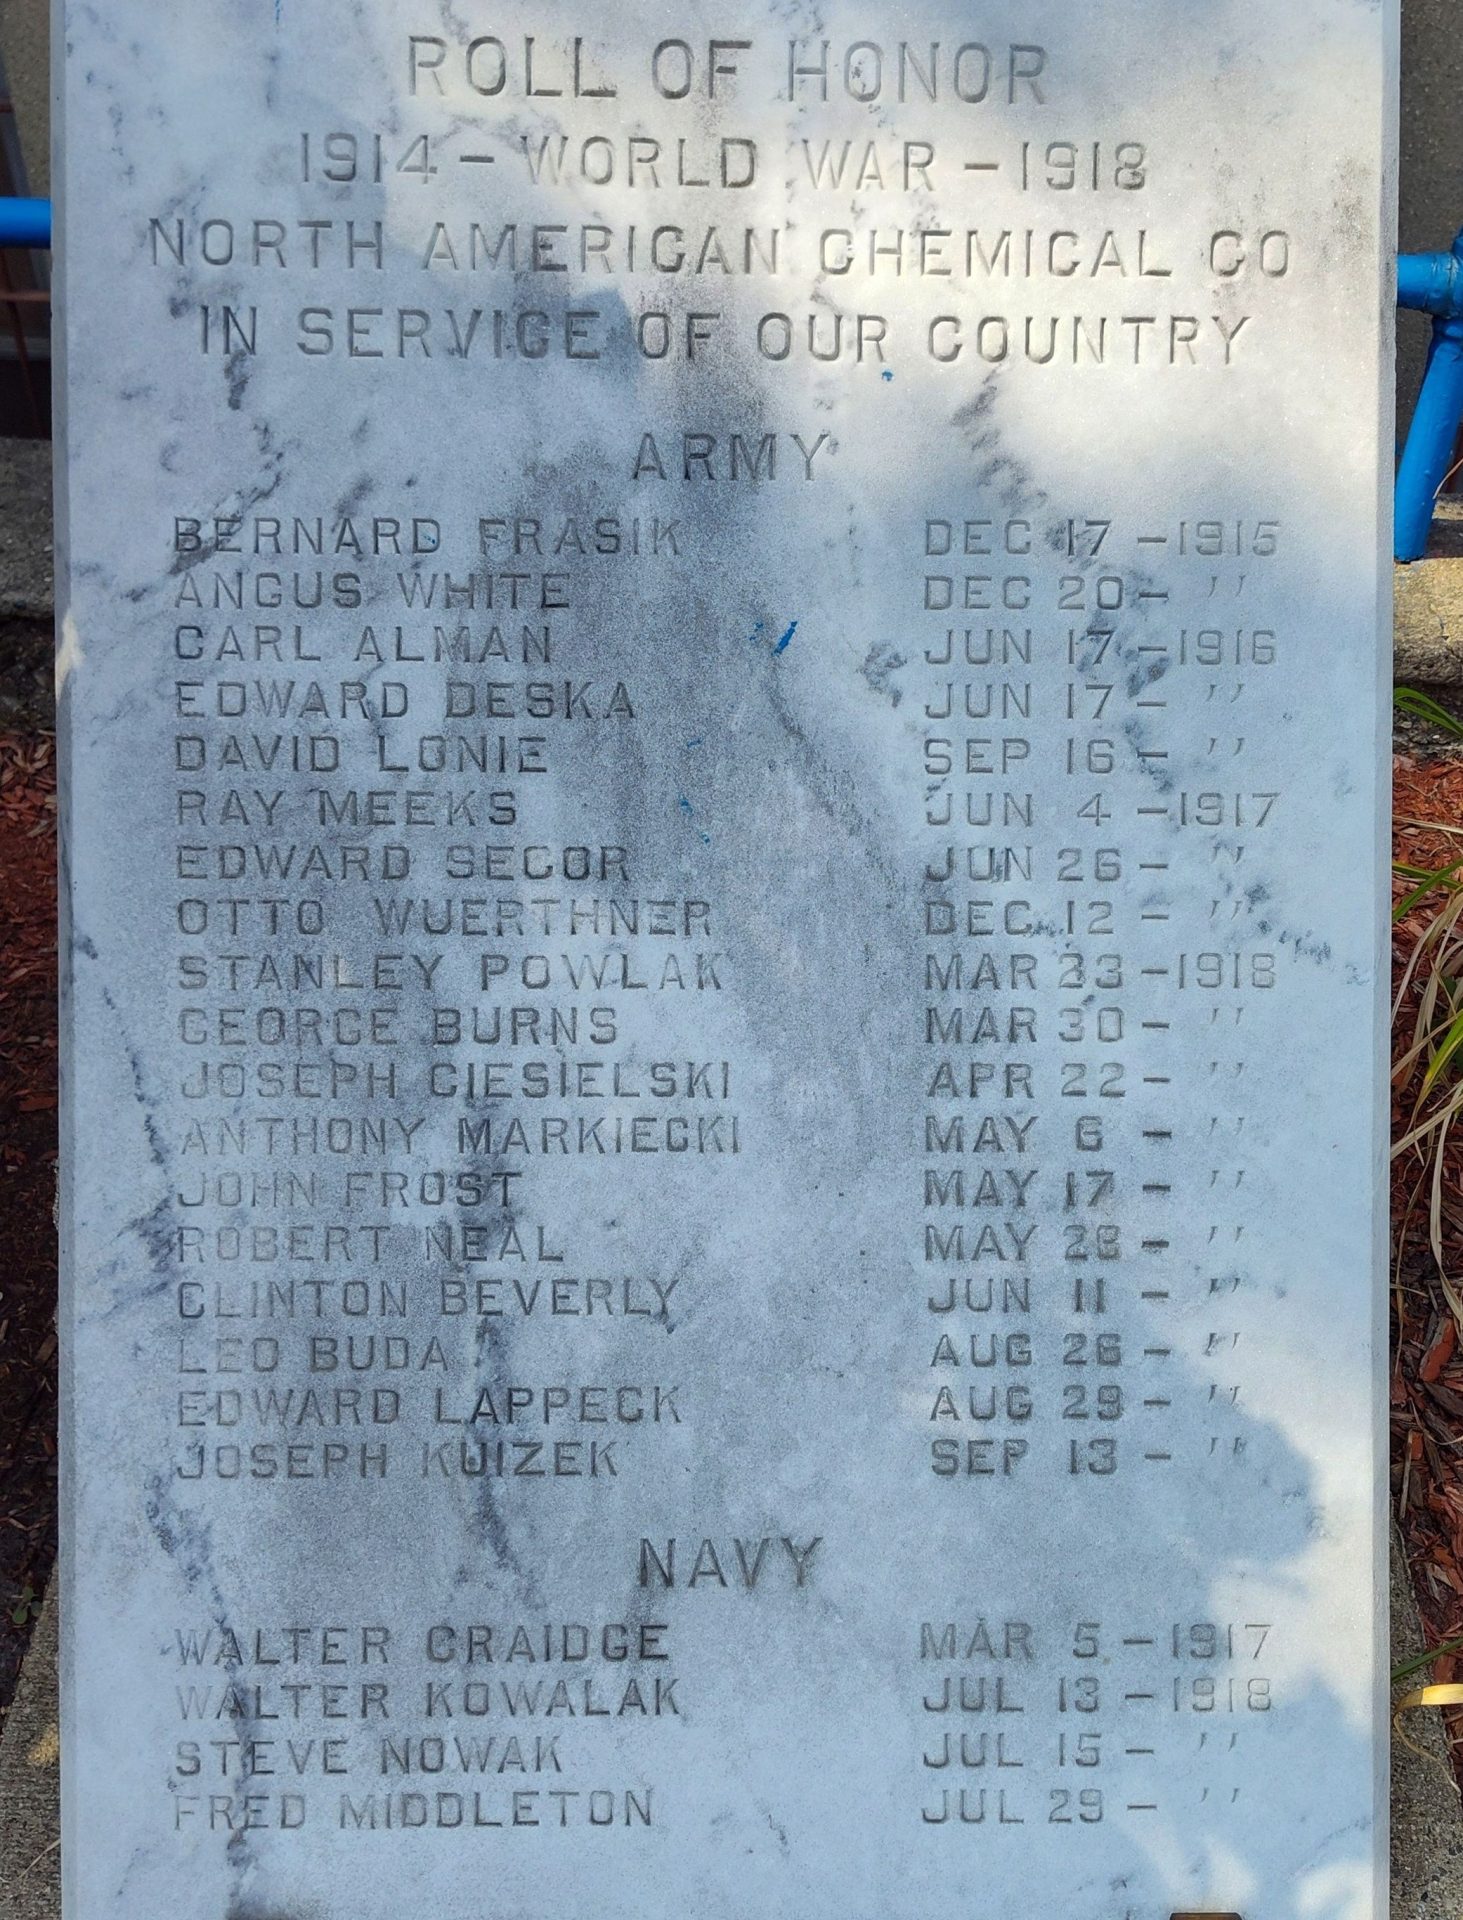 ROLL OF HONOR
1914 - WORLD WAR - 1918
NORTH AMERICAN CHEMICAL CO
IN SERVICE OF OUR COUNTRY
ARMY
BERNARD FRASIK DEC 17 - 1915
ANGUS WHITE DEC 20 - "
CARL ALMAN JUN 17 - 1916
EDWARD DESKA JUN 17 - "
DAVID LONIE SEP 16 - "
RAY MEEKS JUN 4 - 1917
EDWARD SEGOR JUN 26 - "
OTTO WUERTHNER DEC 12 - "
STANLEY POWLAK MAR 23 - 1918
GEORGE BURNS MAR 30 - "
JOSEPH CIESIELSKI APR 22 - "
ANTHONY MARKIECKI MAY 6 - "
JOHN FROST MAY 17 - "
ROBERT NEAL MAY 28 - "
CLINTON BEVERLY JUN 11 - "
LEO BUDA AUG 26 - "
EDWARD LAPPECK AUG 29 - "
JOSEPH KUIZEK SEP 13 - "
NAVY
WALTER CRAIDGE MAR 5 - 1917
WALTER KOWALAK JUL 13 - 1918
STEVE NOWAK JUL 15 - "
FRED MIDDLETON JUL 29 - "